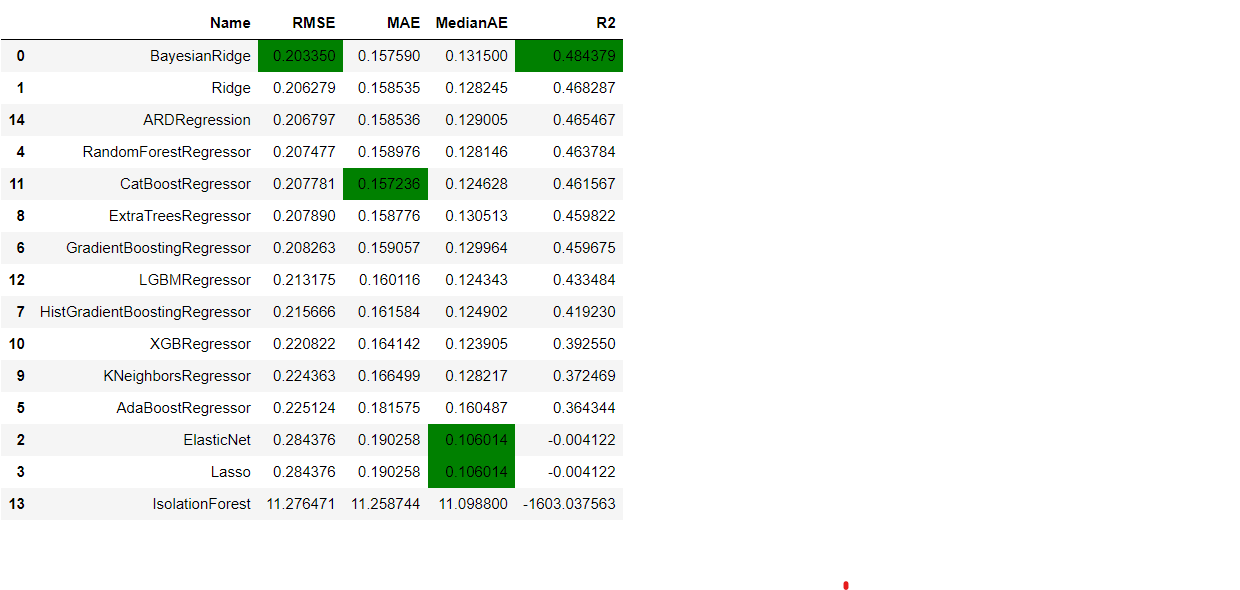 Name RMSE MAE MedianAE R2
0 BayesianRidge 0.203350 0.157590 0.131500 0.484379
1 Ridge 0.206279 0.158535 0.128245 0.468287
14 ARDRegression 0.206797 0.158536 0.129005 0.465467
4 RandomForestRegressor 0.207477 0.158976 0.128146 0.463784
11 CatBoostRegressor 0.207781 0.157236 0.124628 0.461567
8 ExtraTreesRegressor 0.207890 0.158776 0.130513 0.459822
6 GradientBoostingRegressor 0.208263 0.159057 0.129964 0.459675
12 LGBMRegressor 0.213175 0.160116 0.124343 0.433484
7 HistGradientBoostingRegressor 0.215666 0.161584 0.124902 0.419230
10 XGBRegressor 0.220822 0.164142 0.123905 0.392550
9 KNeighborsRegressor 0.224363 0.166499 0.128217 0.372469
5 AdaBoostRegressor 0.225124 0.181575 0.160487 0.364344
2 ElasticNet 0.284376 0.190258 0.106014 -0.004122
3 Lasso 0.284376 0.190258 0.106014 -0.004122
13 IsolationForest 11.276471 11.258744 11.098800 -1603.037563